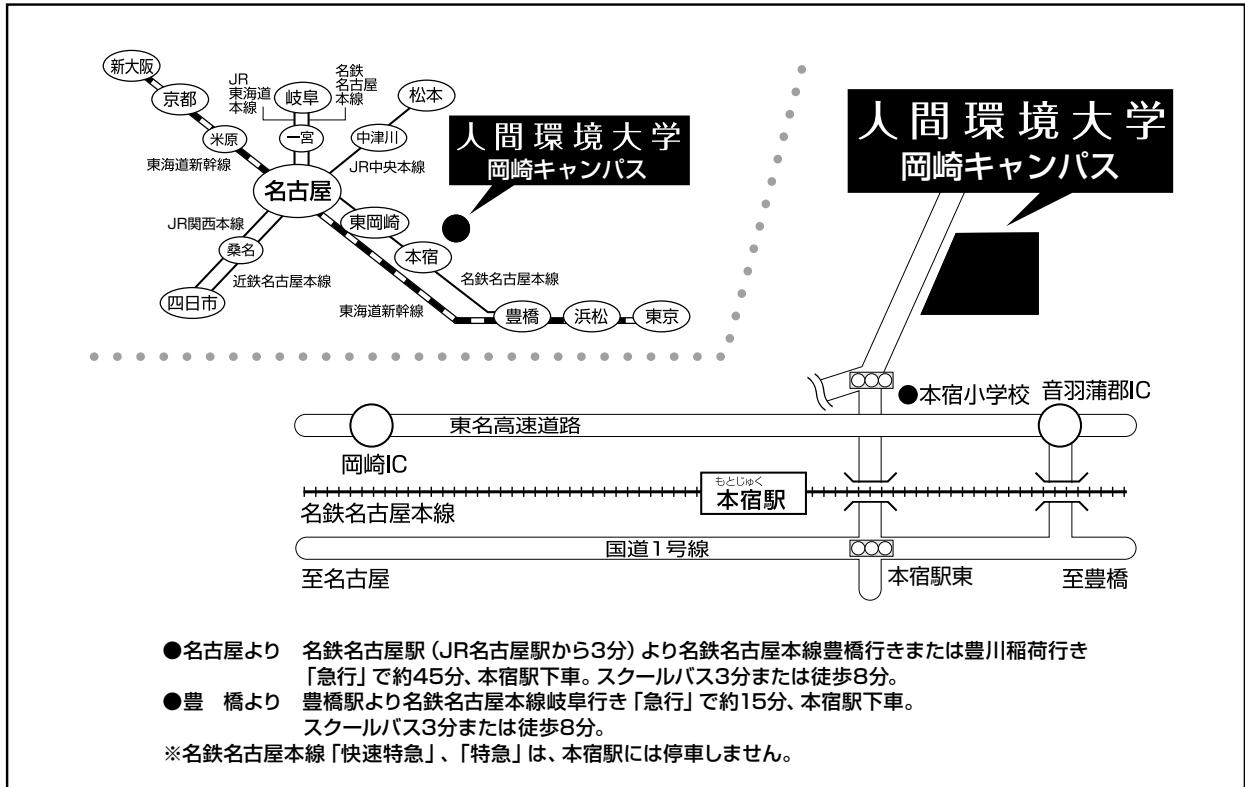 新大阪
京都
米原
東海道新幹線
JR
東海道
本線
岐阜
一宮
名鉄
名古屋
本線
松本
中津川
JR中央本線
名古屋
人間環境大学
岡崎キャンパス
東岡崎
本宿
JR関西本線
桑名
近鉄名古屋本線
四日市
名鉄名古屋本線
東海道新幹線
豊橋
浜松
東京
人間環境大学
岡崎キャンパス
●本宿小学校
音羽蒲郡IC
東名高速道路
岡崎IC
もとじゅく
本宿駅
名鉄名古屋本線
国道1号線
至名古屋
本宿駅東
至豊橋
●名古屋より 名鉄名古屋駅(JR名古屋駅から3分)より名鉄名古屋本線豊橋行きまたは豊川稲荷行き
「急行」で約45分、本宿駅下車。スクールバス3分または徒歩8分。
●豊 橋より 豊橋駅より名鉄名古屋本線岐阜行き「急行」で約15分、本宿駅下車。
スクールバス3分または徒歩8分。
※名鉄名古屋本線「快速特急」、「特急」は、本宿駅には停車しません。